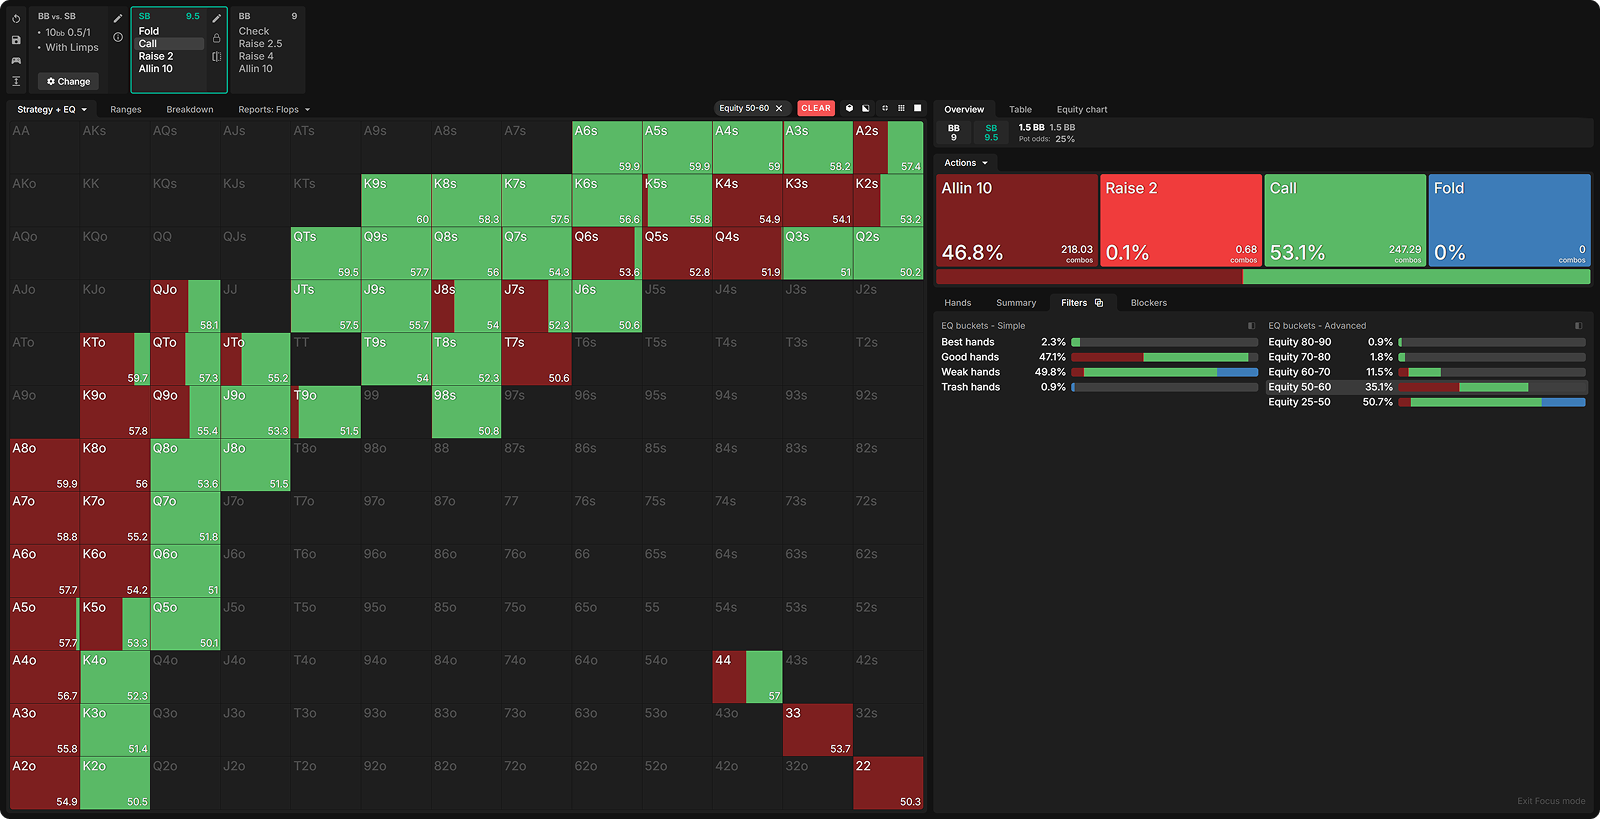 BB vs. SB
• 10bb 0.5/1
• With Limps
Change
SB 9.5
Fold
Call
Raise 2
Allin 10
BB 9
Check
Raise 2.5
Raise 4
Allin 10
Strategy + EQ Ranges Breakdown Reports: Flops Equity 50-60 CLEAR
AA AKs AQs AJs ATs A9s A8s A7s A6s A5s A4s A3s A2s
59.9 59.9 59 58.2 57.4
AKo KK KQs KJs KTs K9s K8s K7s K6s K5s K4s K3s K2s
60 58.3 57.5 56.6 55.8 54.9 54.1 53.2
AQo KQo QQ QJs QTs Q9s Q8s Q7s Q6s Q5s Q4s Q3s Q2s
59.5 57.7 56 54.3 53.6 52.8 51.9 51 50.2
AJo KJo QJo JJ JTs J9s J8s J7s J6s J5s J4s J3s J2s
58.1 57.5 55.7 54 52.3 50.6
ATo KTo QTo JTo TT T9s T8s T7s T6s T5s T4s T3s T2s
59.7 57.3 55.2 54 52.3 50.6
A9o K9o Q9o J9o T9o 99 98s 97s 96s 95s 94s 93s 92s
57.8 55.4 53.3 51.5 50.8
A8o K8o Q8o J8o T8o 98o 88 87s 86s 85s 84s 83s 82s
59.9 56 53.6 51.5
A7o K7o Q7o J7o T7o 97o 87o 77 76s 75s 74s 73s 72s
58.8 55.2 51.8
A6o K6o Q6o J6o T6o 96o 86o 76o 66 65s 64s 63s 62s
57.7 54.2 51
A5o K5o Q5o J5o T5o 95o 85o 75o 65o 55 54s 53s 52s
57.7 53.3 50.1
A4o K4o Q4o J4o T4o 94o 84o 74o 64o 54o 44 43s 42s
56.7 52.3 57
A3o K3o Q3o J3o T3o 93o 83o 73o 63o 53o 43o 33 32s
55.8 51.4 53.7
A2o K2o Q2o J2o T2o 92o 82o 72o 62o 52o 42o 32o 22
54.9 50.5 50.3
Overview Table Equity chart
BB 9
SB 9.5
1.5 BB 1.5 BB
Pot odds: 25%
Actions
Allin 10
46.8% 218.03 combos
Raise 2
0.1% 0.68 combos
Call
53.1% 247.29 combos
Fold
0% 0 combos
Hands Summary Filters Blockers
EQ buckets - Simple
Best hands 2.3%
Good hands 47.1%
Weak hands 49.8%
Trash hands 0.9%
EQ buckets - Advanced
Equity 80-90 0.9%
Equity 70-80 1.8%
Equity 60-70 11.5%
Equity 50-60 35.1%
Equity 25-50 50.7%
Exit Focus mode